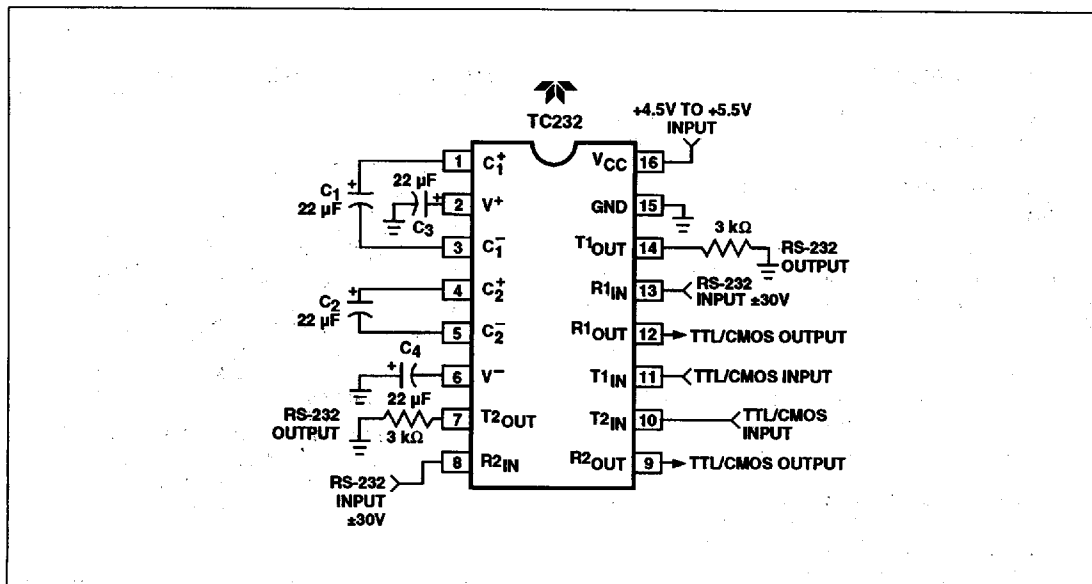 TC232
+4.5V TO +5.5V
INPUT
1 C1+
VCC 16
C1
22 µF
+
22 µF
+
C3
2 V+
GND 15
3 C1−
T1OUT 14
3 kΩ
RS-232
OUTPUT
4 C2+
R1IN 13
RS-232
INPUT ±30V
C2
22 µF
+
5 C2−
R1OUT 12
TTL/CMOS OUTPUT
C4
+
22 µF
6 V−
T1IN 11
TTL/CMOS INPUT
RS-232
OUTPUT
3 kΩ
7 T2OUT
T2IN 10
TTL/CMOS
INPUT
8 R2IN
R2OUT 9
TTL/CMOS OUTPUT
RS-232
INPUT
±30V